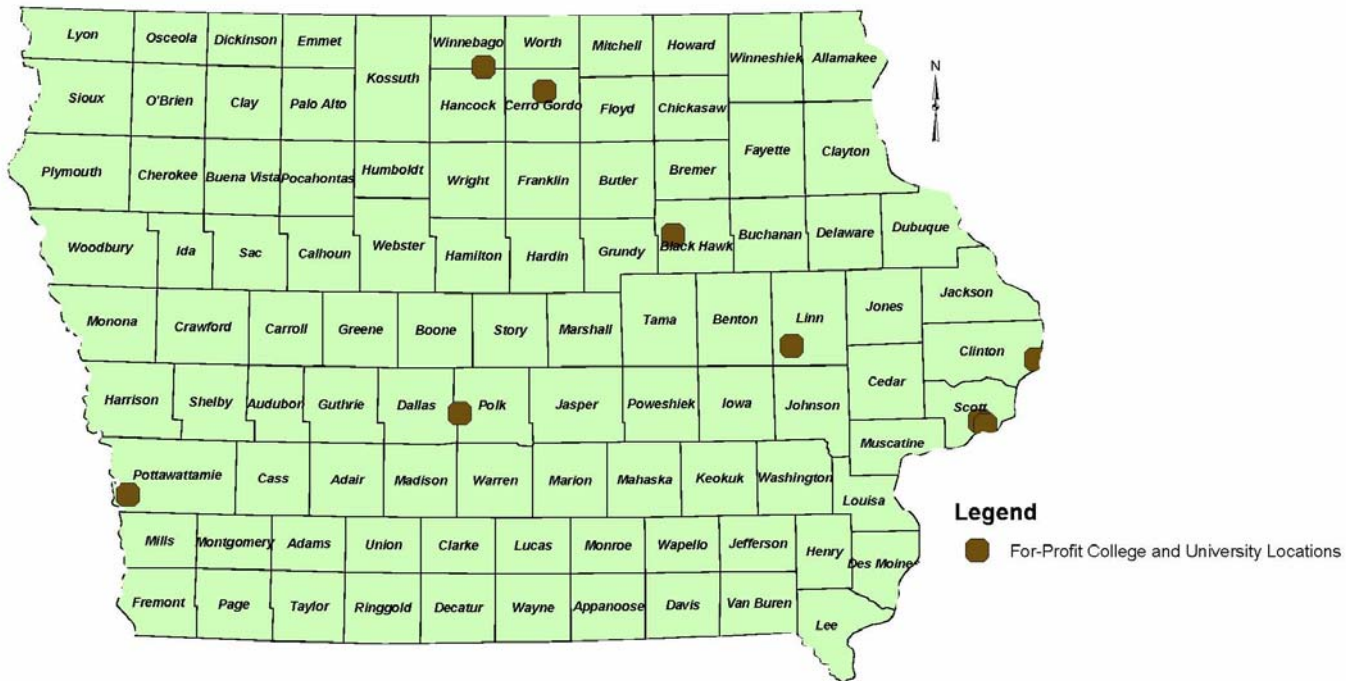 Lyon
Osceola
Dickinson
Emmet
Kossuth
Winnebago
Worth
Mitchell
Howard
Winneshiek
Allamakee
N
Sioux
O'Brien
Clay
Palo Alto
Hancock
Cerro Gordo
Floyd
Chickasaw
Fayette
Clayton
Plymouth
Cherokee
Buena Vista
Pocahontas
Humboldt
Wright
Franklin
Butler
Bremer
Woodbury
Ida
Sac
Calhoun
Webster
Hamilton
Hardin
Grundy
Black Hawk
Buchanan
Delaware
Dubuque
Monona
Crawford
Carroll
Greene
Boone
Story
Marshall
Tama
Benton
Linn
Jones
Jackson
Clinton
Cedar
Harrison
Shelby
Audubon
Guthrie
Dallas
Polk
Jasper
Poweshiek
Iowa
Johnson
Scott
Muscatine
Pottawattamie
Cass
Adair
Madison
Warren
Marion
Mahaska
Keokuk
Washington
Louisa
Mills
Montgomery
Adams
Union
Clarke
Lucas
Monroe
Wapello
Jefferson
Henry
Des Moine
Fremont
Page
Taylor
Ringgold
Decatur
Wayne
Appanoose
Davis
Van Buren
Lee
Legend
For-Profit College and University Locations